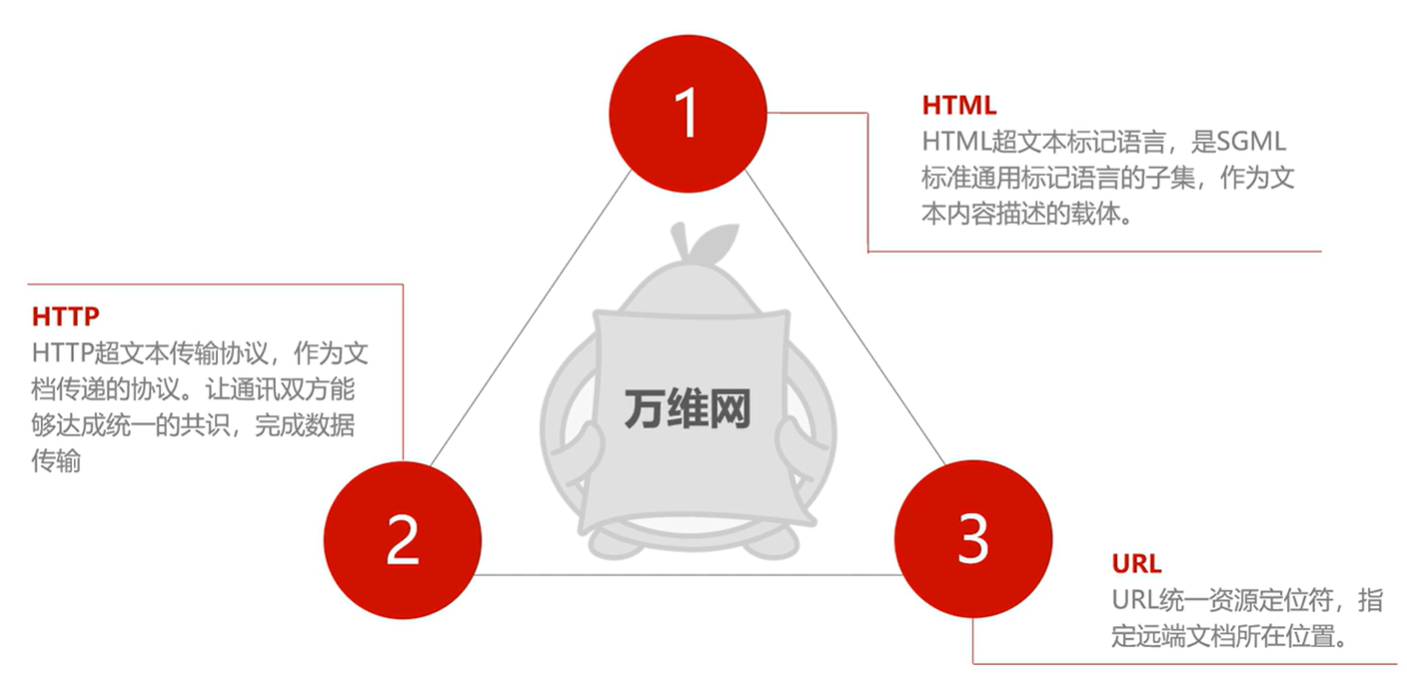 1
HTML
HTML超文本标记语言，是SGML
标准通用标记语言的子集，作为文
本内容描述的载体。
HTTP
HTTP超文本传输协议，作为文
档传递的协议。让通讯双方能
够达成统一的共识，完成数据
传输
万维网
2
3
URL
URL统一资源定位符，指
定远端文档所在位置。